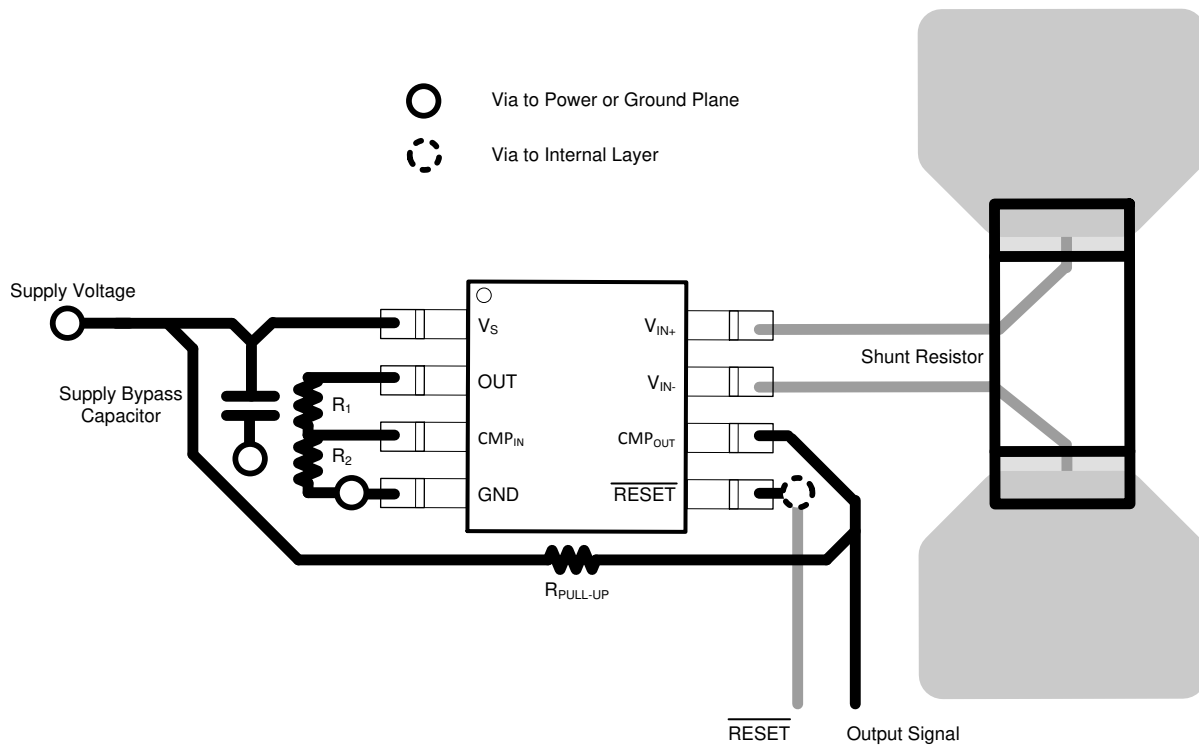 Via to Power or Ground Plane
Via to Internal Layer
Supply Voltage
Supply Bypass
Capacitor
R1
R2
VS
OUT
CMPIN
GND
VIN+
VIN-
CMPOUT
RESET
Shunt Resistor
RPULL-UP
RESET
Output Signal